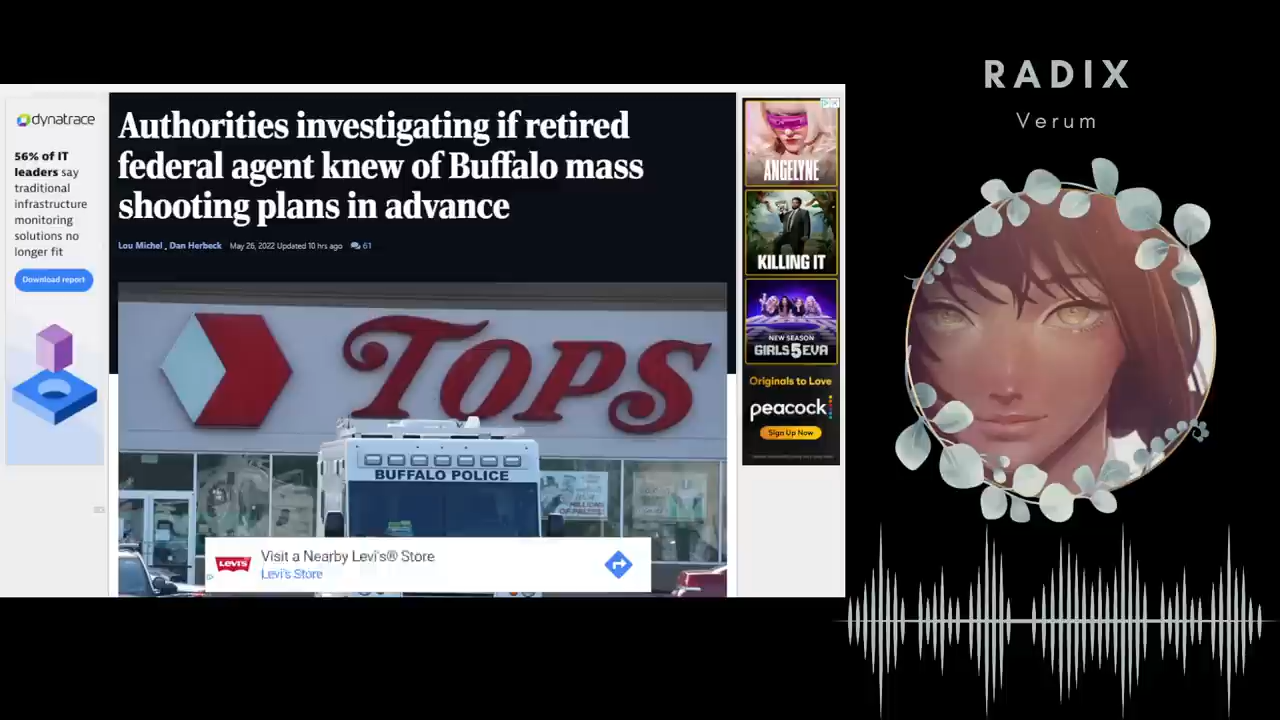 RADIX
Verum
dynatrace
56% of IT
leaders say
traditional
infrastructure
monitoring
solutions no
longer fit
Download report
Authorities investigating if retired
federal agent knew of Buffalo mass
shooting plans in advance
Lou Michel , Dan Herbeck May 26, 2022 Updated 10 hrs ago 61
TOPS
BUFFALO POLICE
Visit a Nearby Levi's® Store
Levi's Store
LEVI'S
ANGELYNE
KILLING IT
NEW SEASON
GIRLS5EVA
Originals to Love
peacock
Sign Up Now